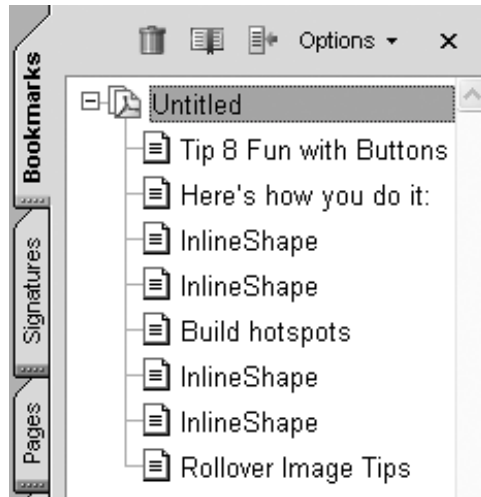 Options
Bookmarks
Untitled
Tip 8 Fun with Buttons
Here's how you do it:
InlineShape
InlineShape
Signatures
Build hotspots
InlineShape
InlineShape
Pages
Rollover Image Tips